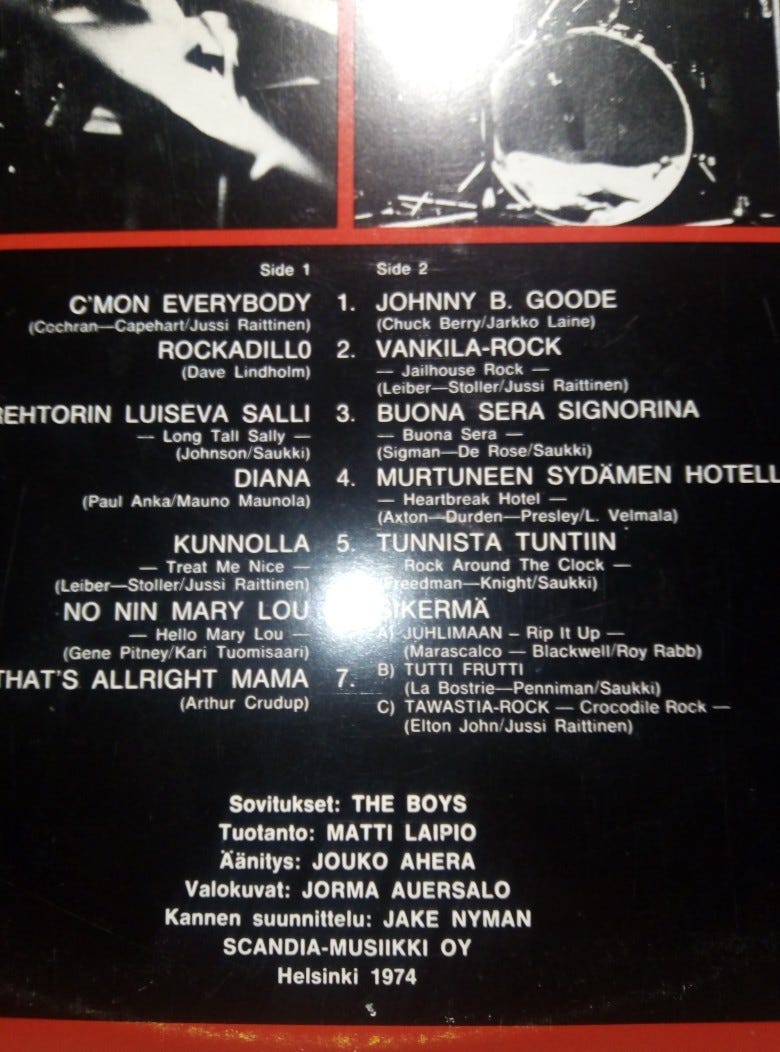 Side 1
C'MON EVERYBODY
(Cochran—Capehart/Jussi Raittinen)
ROCKADILLO
(Dave Lindholm)
REHTORIN LUISEVA SALLI
— Long Tall Sally —
(Johnson/Saukki)
DIANA
(Paul Anka/Mauno Maunola)
KUNNOLLA
— Treat Me Nice —
(Leiber—Stoller/Jussi Raittinen)
NO NIN MARY LOU
— Hello Mary Lou —
(Gene Pitney/Kari Tuomisaari)
THAT'S ALLRIGHT MAMA
(Arthur Crudup)
Side 2
1. JOHNNY B. GOODE
(Chuck Berry/Jarkko Laine)
2. VANKILA-ROCK
— Jailhouse Rock —
(Leiber—Stoller/Jussi Raittinen)
3. BUONA SERA SIGNORINA
— Buona Sera —
(Sigman—De Rose/Saukki)
4. MURTUNEEN SYDÄMEN HOTELL
— Heartbreak Hotel —
(Axton—Durden—Presley/L. Velmala)
5. TUNNISTA TUNTIIN
Rock Around The Clock —
(Freedman—Knight/Saukki)
SIKERMÄ
A) JUHLIMAAN – Rip It Up —
(Marascalco — Blackwell/Roy Rabb)
7. B) TUTTI FRUTTI
(La Bostrie—Penniman/Saukki)
C) TAWASTIA-ROCK — Crocodile Rock —
(Elton John/Jussi Raittinen)
Sovitukset: THE BOYS
Tuotanto: MATTI LAIPIO
Äänitys: JOUKO AHERA
Valokuvat: JORMA AUERSALO
Kannen suunnittelu: JAKE NYMAN
SCANDIA-MUSIIKKI OY
Helsinki 1974